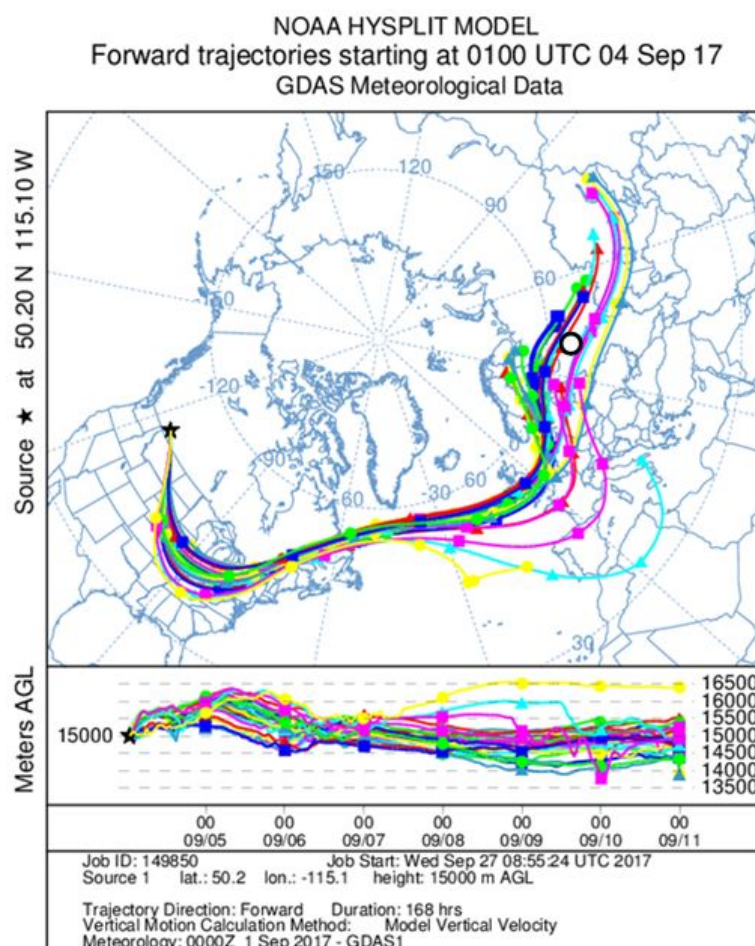 NOAA HYSPLIT MODEL
Forward trajectories starting at 0100 UTC 04 Sep 17
GDAS Meteorological Data
Source ★ at 50.20 N 115.10 W
150
120
90
60
120
90
60
30
60
30
Meters AGL
15000
16500
16000
15500
15000
14500
14000
13500
00 00 00 00 00 00 00
09/05 09/06 09/07 09/08 09/09 09/10 09/11
Job ID: 149850 Job Start: Wed Sep 27 08:55:24 UTC 2017
Source 1 lat.: 50.2 lon.: -115.1 height: 15000 m AGL
Trajectory Direction: Forward Duration: 168 hrs
Vertical Motion Calculation Method: Model Vertical Velocity
Meteorology: 0000Z 1 Sep 2017 - GDAS1